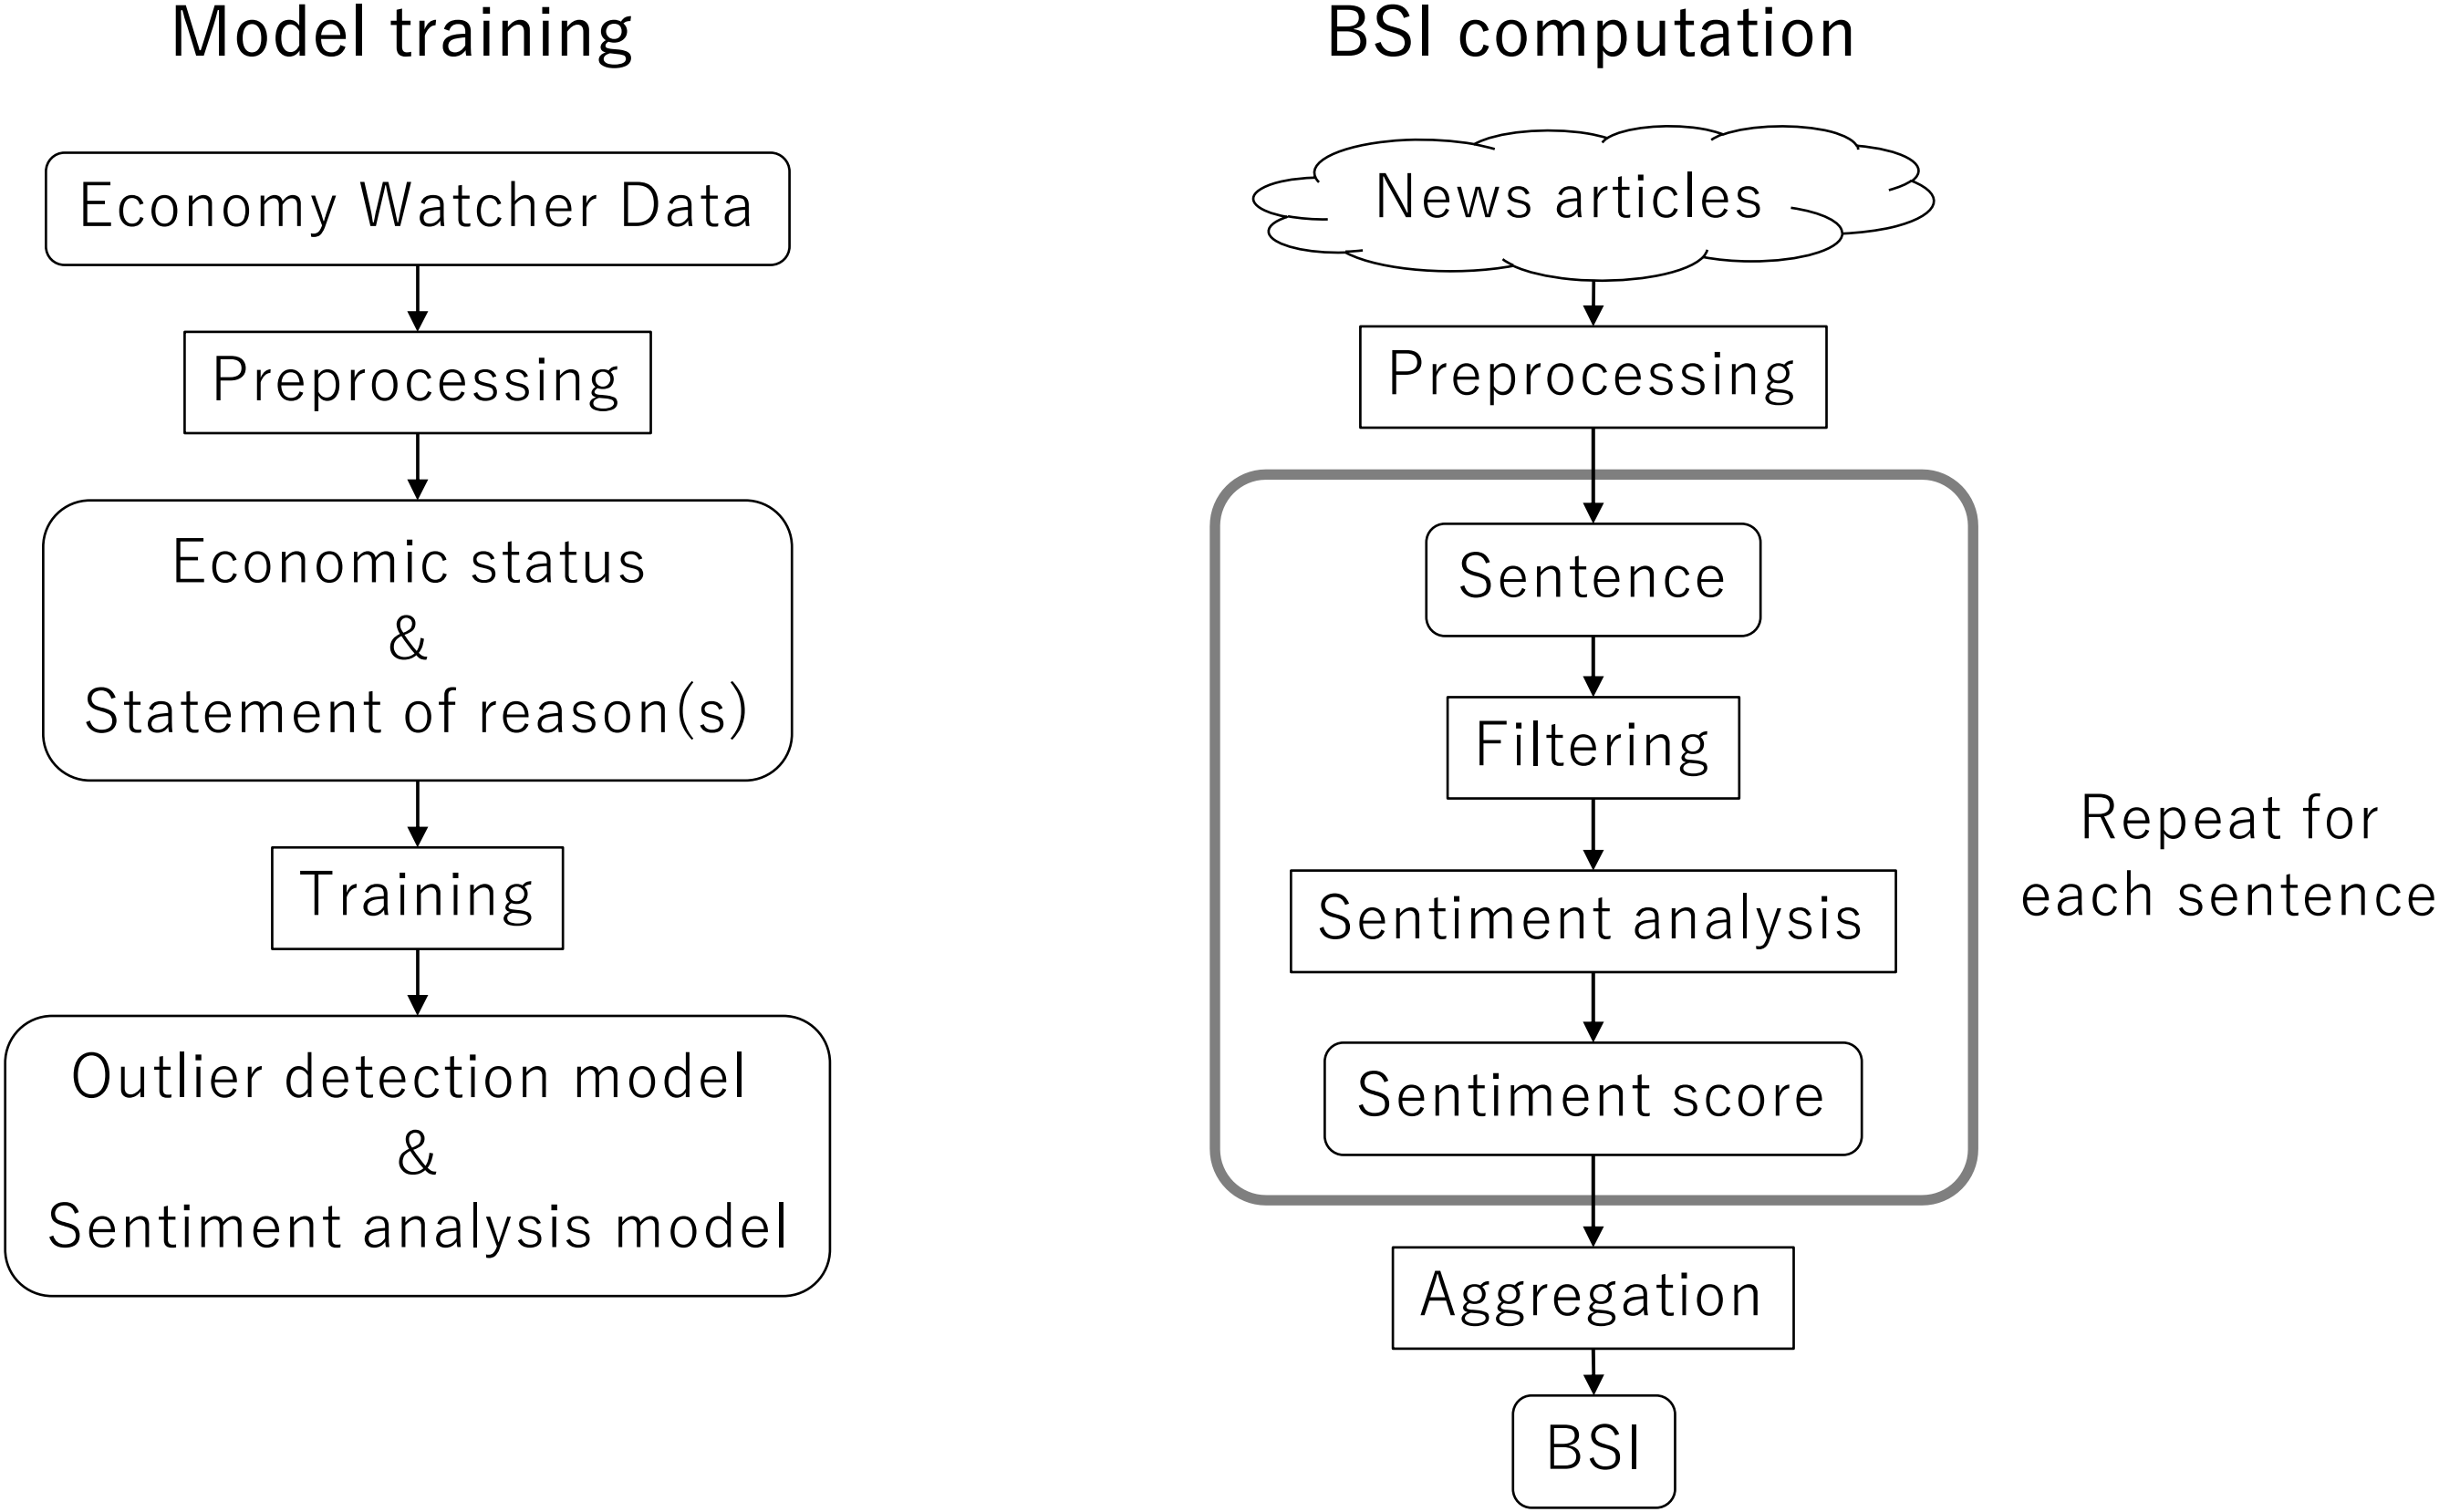 Model training
Economy Watcher Data
Preprocessing
Economic status
&
Statement of reason(s)
Training
Outlier detection model
&
Sentiment analysis model
BSI computation
News articles
Preprocessing
Sentence
Filtering
Sentiment analysis
Sentiment score
Repeat for
each sentence
Aggregation
BSI